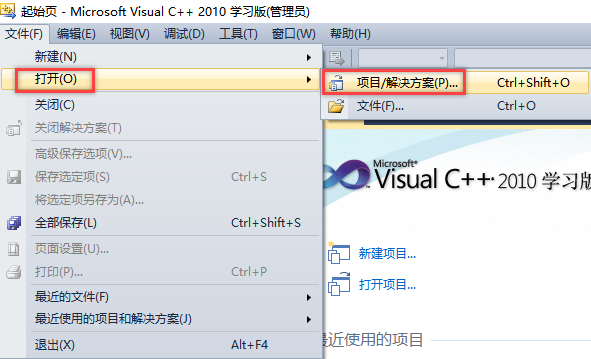 起始页 - Microsoft Visual C++ 2010 学习版(管理员)
文件(F) 编辑(E) 视图(V) 调试(D) 工具(T) 窗口(W) 帮助(H)
新建(N)
打开(O)
项目/解决方案(P)... Ctrl+Shift+O
关闭(C)
文件(F)... Ctrl+O
关闭解决方案(T)
高级保存选项(V)...
保存选定项(S) Ctrl+S
将选定项另存为(A)...
全部保存(L) Ctrl+Shift+S
页面设置(U)...
打印(P)... Ctrl+P
最近的文件(F)
最近使用的项目和解决方案(J)
退出(X) Alt+F4
Microsoft®
Visual C++ 2010 学习版
新建项目...
打开项目...
最近使用的项目